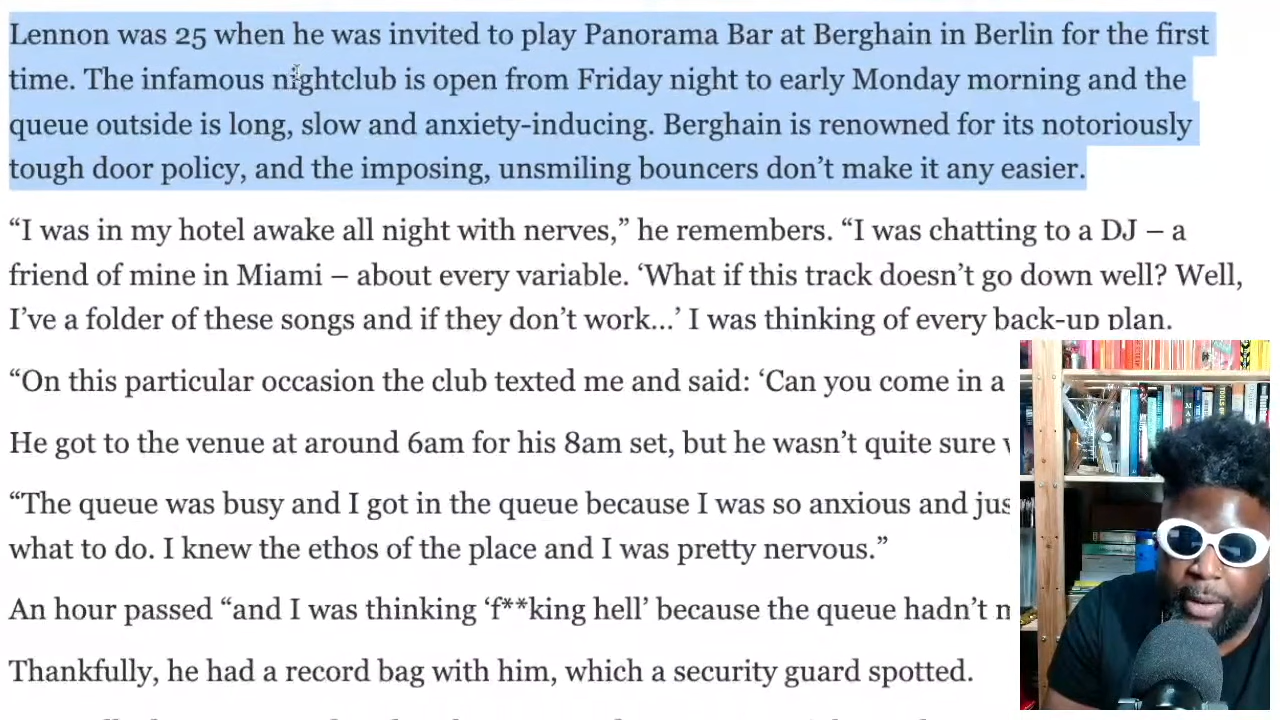 Lennon was 25 when he was invited to play Panorama Bar at Berghain in Berlin for the first
time. The infamous nightclub is open from Friday night to early Monday morning and the
queue outside is long, slow and anxiety-inducing. Berghain is renowned for its notoriously
tough door policy, and the imposing, unsmiling bouncers don’t make it any easier.
“I was in my hotel awake all night with nerves,” he remembers. “I was chatting to a DJ – a
friend of mine in Miami – about every variable. ‘What if this track doesn’t go down well? Well,
I’ve a folder of these songs and if they don’t work...’ I was thinking of every back-up plan.
“On this particular occasion the club texted me and said: ‘Can you come in a
He got to the venue at around 6am for his 8am set, but he wasn’t quite sure
“The queue was busy and I got in the queue because I was so anxious and jus
what to do. I knew the ethos of the place and I was pretty nervous.”
An hour passed “and I was thinking ‘f**king hell’ because the queue hadn’t
Thankfully, he had a record bag with him, which a security guard spotted.